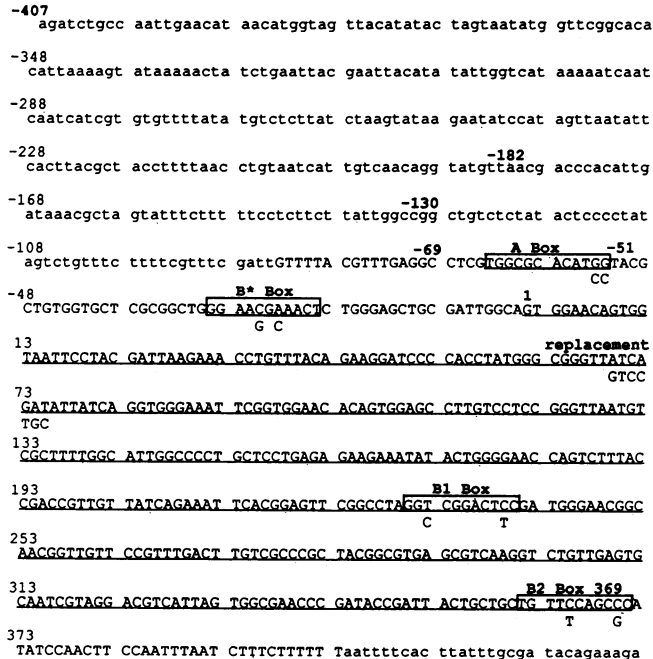 -407
agatctgcc aattgaacat aacatggtag ttacatatac tagtaatatg gttcggcaca
-348
cattaaaagt ataaaaacta tctgaattac gaattacata tattggtcat aaaaatcaat
-288
caatcatcgt gtgttttata tgtctcttat ctaagtataa gaatatccat agttaatatt
-228 -182
cacttacgct accttttaac cctgtaatcat tgtcaacagg tatgttaacg acccacattg
-168 -130
ataaacgcta gtatttcttt ttcctcttct tattggccgg ctgtctctat actcccctat
-108 -69 A Box -51
agtctgtttc ttttcgtttc gattGTTTTA CGTTTGAGGC CTCGTGGCGC ACATGGTACG
CC
-48 B* Box 1
CTGTGGTGCT CGCGGCTGGG AACGAAACTC TGGGAGCTGC GATTGGCAGT GGAACAGTGG
G C
13 replacement
TAATTCCTAC GATTAAGAAA CCTGTTTACA GAAGGATCCC CACCTATGGG CGGGTTATCA
GTCC
73
GATATTATCA GGTGGGAAAT TCGGTGGAAC ACAGTGGAGC CTTGTCCTCC GGGTTAATGT
TGC
133
CGCTTTTGGC ATTGGCCCCT GCTCCTGAGA GAAGAAATAT ACTGGGGAAC CAGTCTTTAC
193 B1 Box
CGACCGTTGT TATCAGAAAT TCACGGAGTT CGGCCTAGGT CGGACTCCGA TGGGAACGGC
C T
253
AACGGTTGTT CCGTTTGACT TGTCGCCCGC TACGGCGTGA GCGTCAAGGT CTGTTGAGTG
313 B2 Box 369
CAATCGTAGG ACGTCATTAG TGGCGAACCC GATACCGATT ACTGCTGCTG TTCCAGCCCA
T G
373
TATCCAACTT CCAATTTAAT CTTTCTTTTT Taattttcac ttatttgcga tacagaaaga